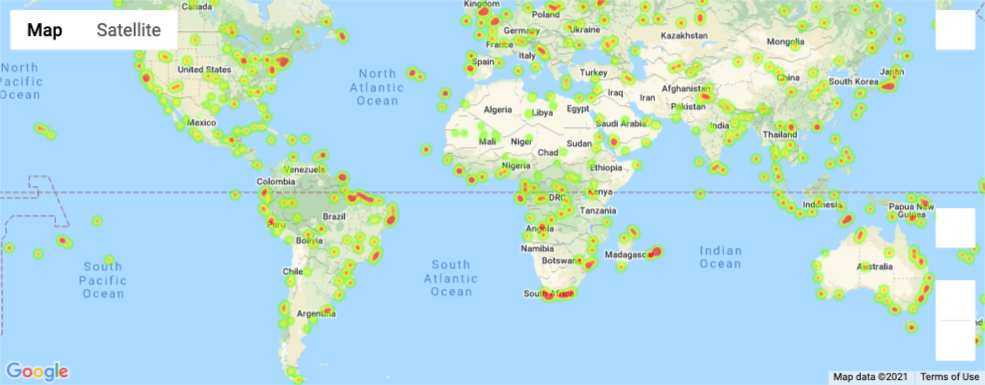 Map Satellite
Canada
Kingdom
Poland
Germany
Ukraine
Kazakhstan
Mongolia
France
Italy
Spain
Turkey
United States
North
Pacific
Ocean
North
Atlantic
Ocean
China
South Korea
Japan
Iraq
Iran
Afghanistan
Pakistan
Algeria
Libya
Egypt
Saudi Arabia
India
Thailand
Mexico
Mali
Niger
Chad
Sudan
Nigeria
Ethiopia
Venezuela
Colombia
DRC
Kenya
Indonesia
Papua New
Guinea
Brazil
Peru
Tanzania
Angola
Bolivia
Namibia
Botswana
Madagascar
Indian
Ocean
Australia
South
Pacific
Ocean
South
Atlantic
Ocean
Chile
South Africa
Argentina
Google
Map data ©2021 Terms of Use